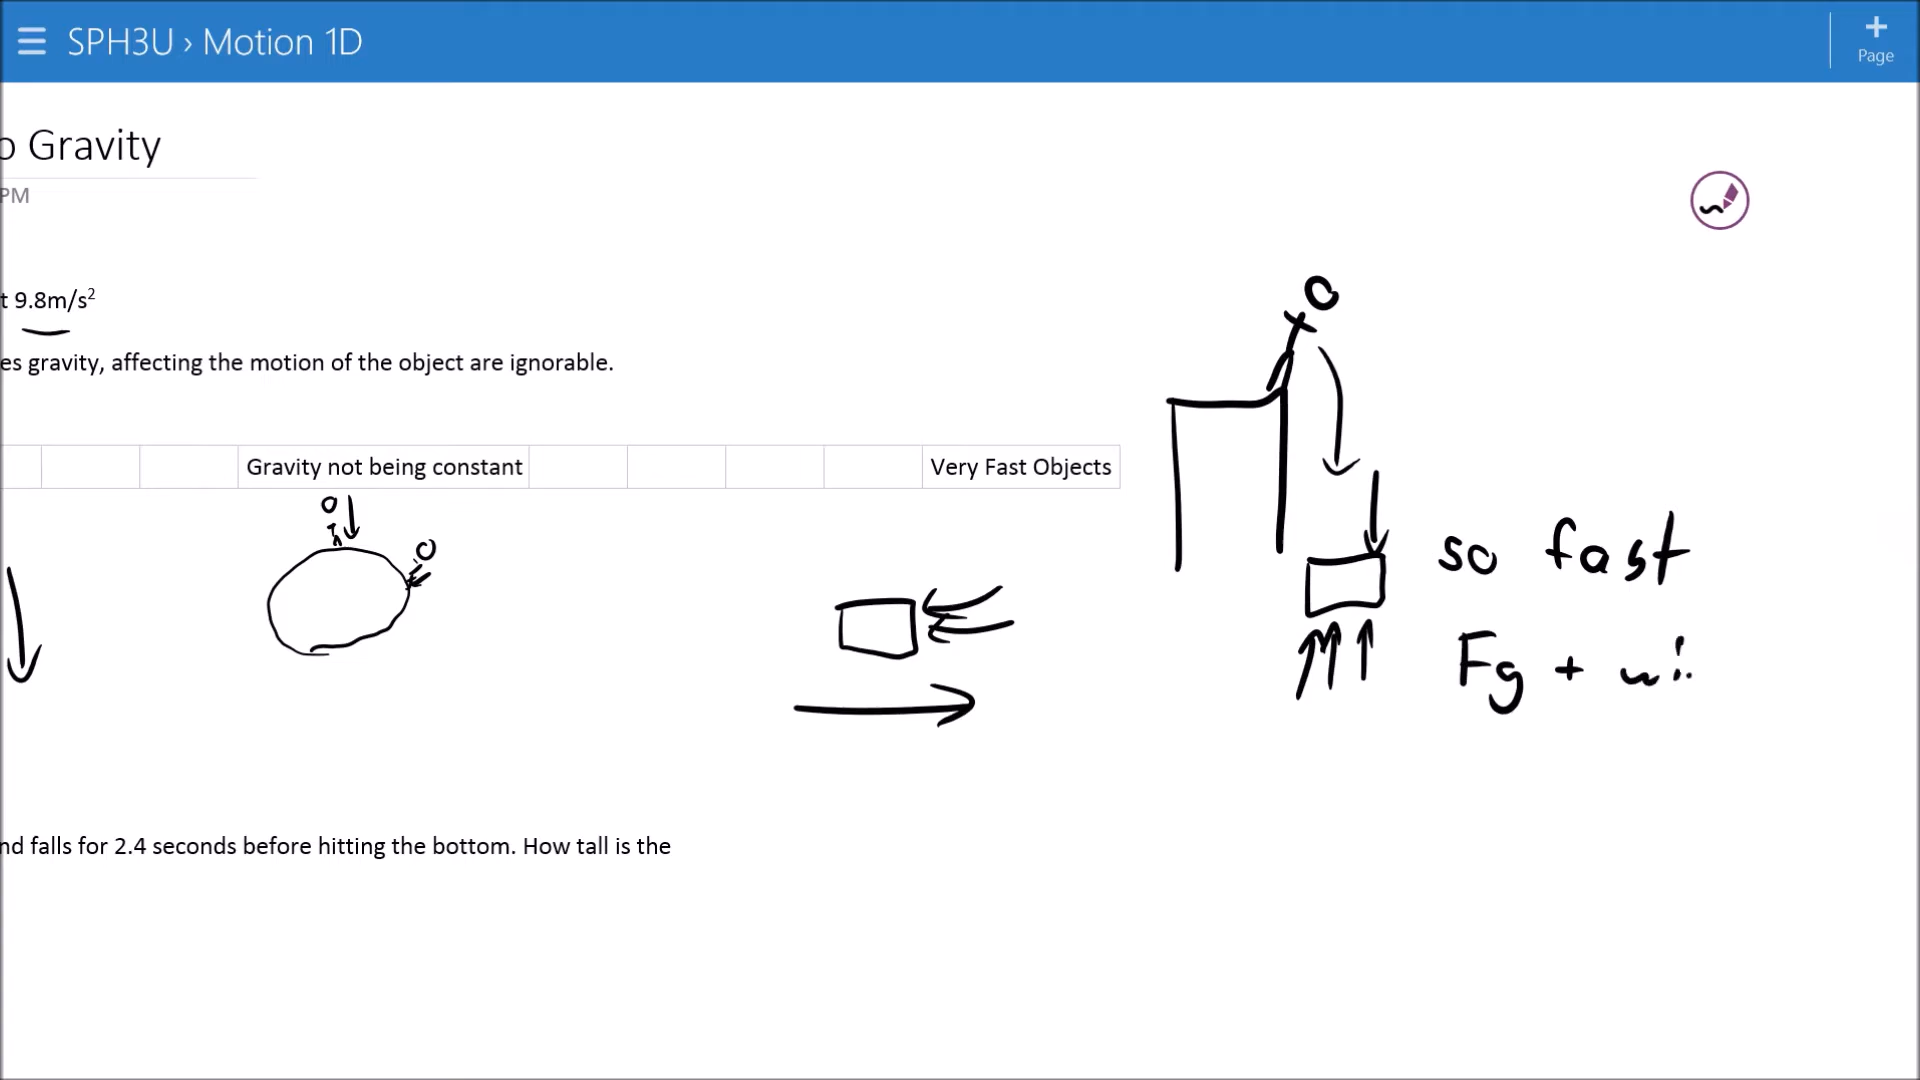 SPH3U › Motion 1D
Page
o Gravity
PM
t 9.8m/s²
es gravity, affecting the motion of the object are ignorable.
Gravity not being constant
Very Fast Objects
so fast
Fg + wi
nd falls for 2.4 seconds before hitting the bottom. How tall is the